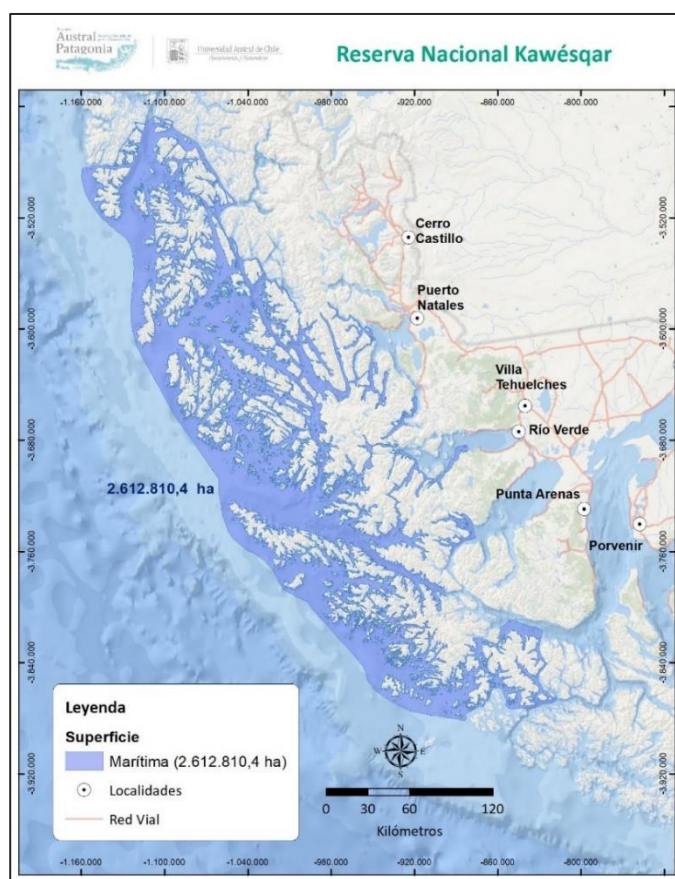 Austral
Patagonia
Universidad Austral de Chile
Reserva Nacional Kawésqar
-1.160.000 -1.100.000 -1.040.000 -980.000 -920.000 -860.000 -800.000
-3.520.000 -3.520.000
Cerro
Castillo
Puerto
Natales
-3.600.000 -3.600.000
Villa
Tehuelches
Río Verde
-3.680.000 -3.680.000
2.612.810,4 ha
Punta Arenas
Porvenir
-3.760.000 -3.760.000
-3.840.000 -3.840.000
Leyenda
Superficie
Marítima (2.612.810,4 ha)
Localidades
Red Vial
N
W E
S
0 30 60 120
Kilómetros
-3.920.000 -3.920.000
-1.160.000 -1.100.000 -1.040.000 -980.000 -920.000 -860.000 -800.000